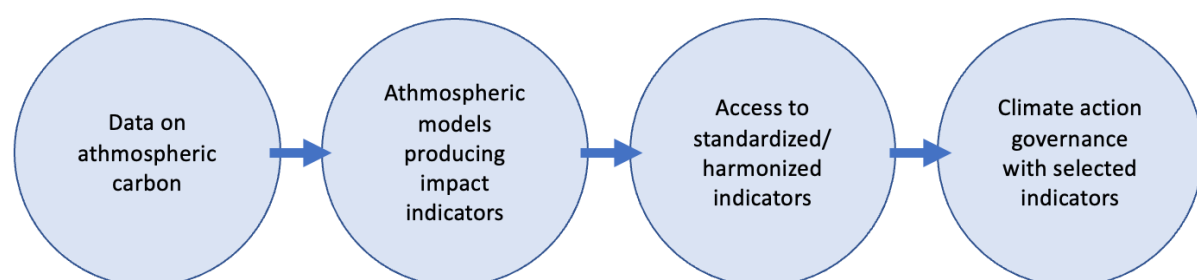 Data on
athmospheric
carbon
Athmospheric
models
producing
impact
indicators
Access to
standardized/
harmonized
indicators
Climate action
governance
with selected
indicators